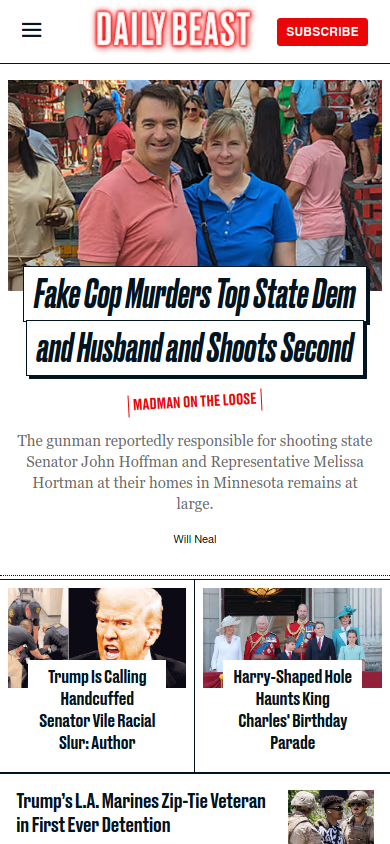 DAILY BEAST
SUBSCRIBE
Fake Cop Murders Top State Dem
and Husband and Shoots Second
MADMAN ON THE LOOSE
The gunman reportedly responsible for shooting state
Senator John Hoffman and Representative Melissa
Hortman at their homes in Minnesota remains at
large.
Will Neal
Trump Is Calling
Handcuffed
Senator Vile Racial
Slur: Author
Harry-Shaped Hole
Haunts King
Charles' Birthday
Parade
Trump’s L.A. Marines Zip-Tie Veteran
in First Ever Detention